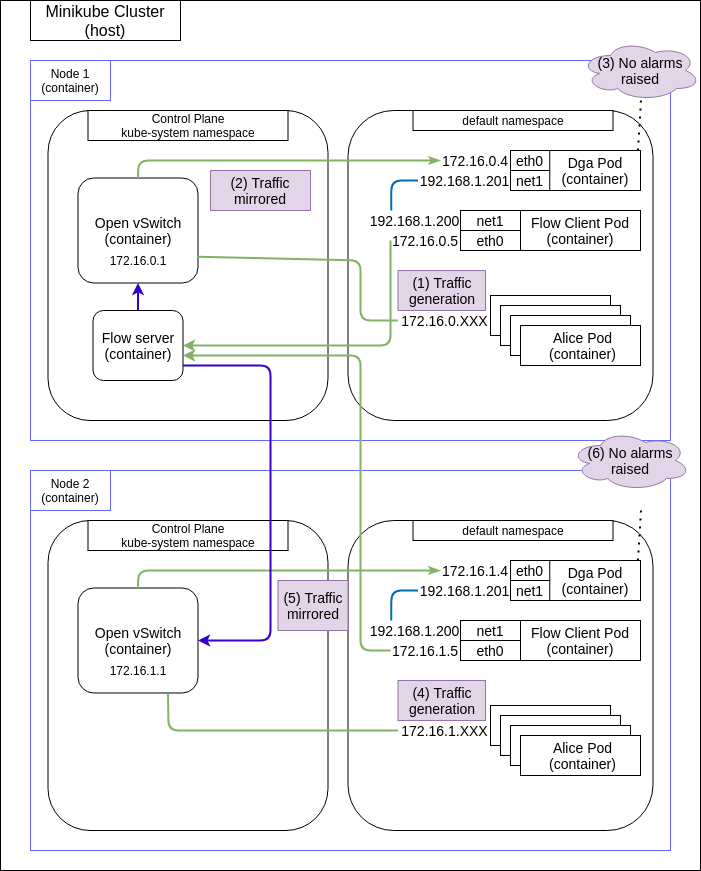 Minikube Cluster
(host)
Node 1
(container)
(3) No alarms
raised
Control Plane
kube-system namespace
default namespace
Open vSwitch
(container)
172.16.0.1
(2) Traffic
mirrored
172.16.0.4
eth0
192.168.1.201
net1
Dga Pod
(container)
192.168.1.200
net1
172.16.0.5
eth0
Flow Client Pod
(container)
(1) Traffic
generation
172.16.0.XXX
Alice Pod
(container)
Flow server
(container)
Node 2
(container)
(6) No alarms
raised
Control Plane
kube-system namespace
default namespace
Open vSwitch
(container)
172.16.1.1
(5) Traffic
mirrored
172.16.1.4
eth0
192.168.1.201
net1
Dga Pod
(container)
192.168.1.200
net1
172.16.1.5
eth0
Flow Client Pod
(container)
(4) Traffic
generation
172.16.1.XXX
Alice Pod
(container)